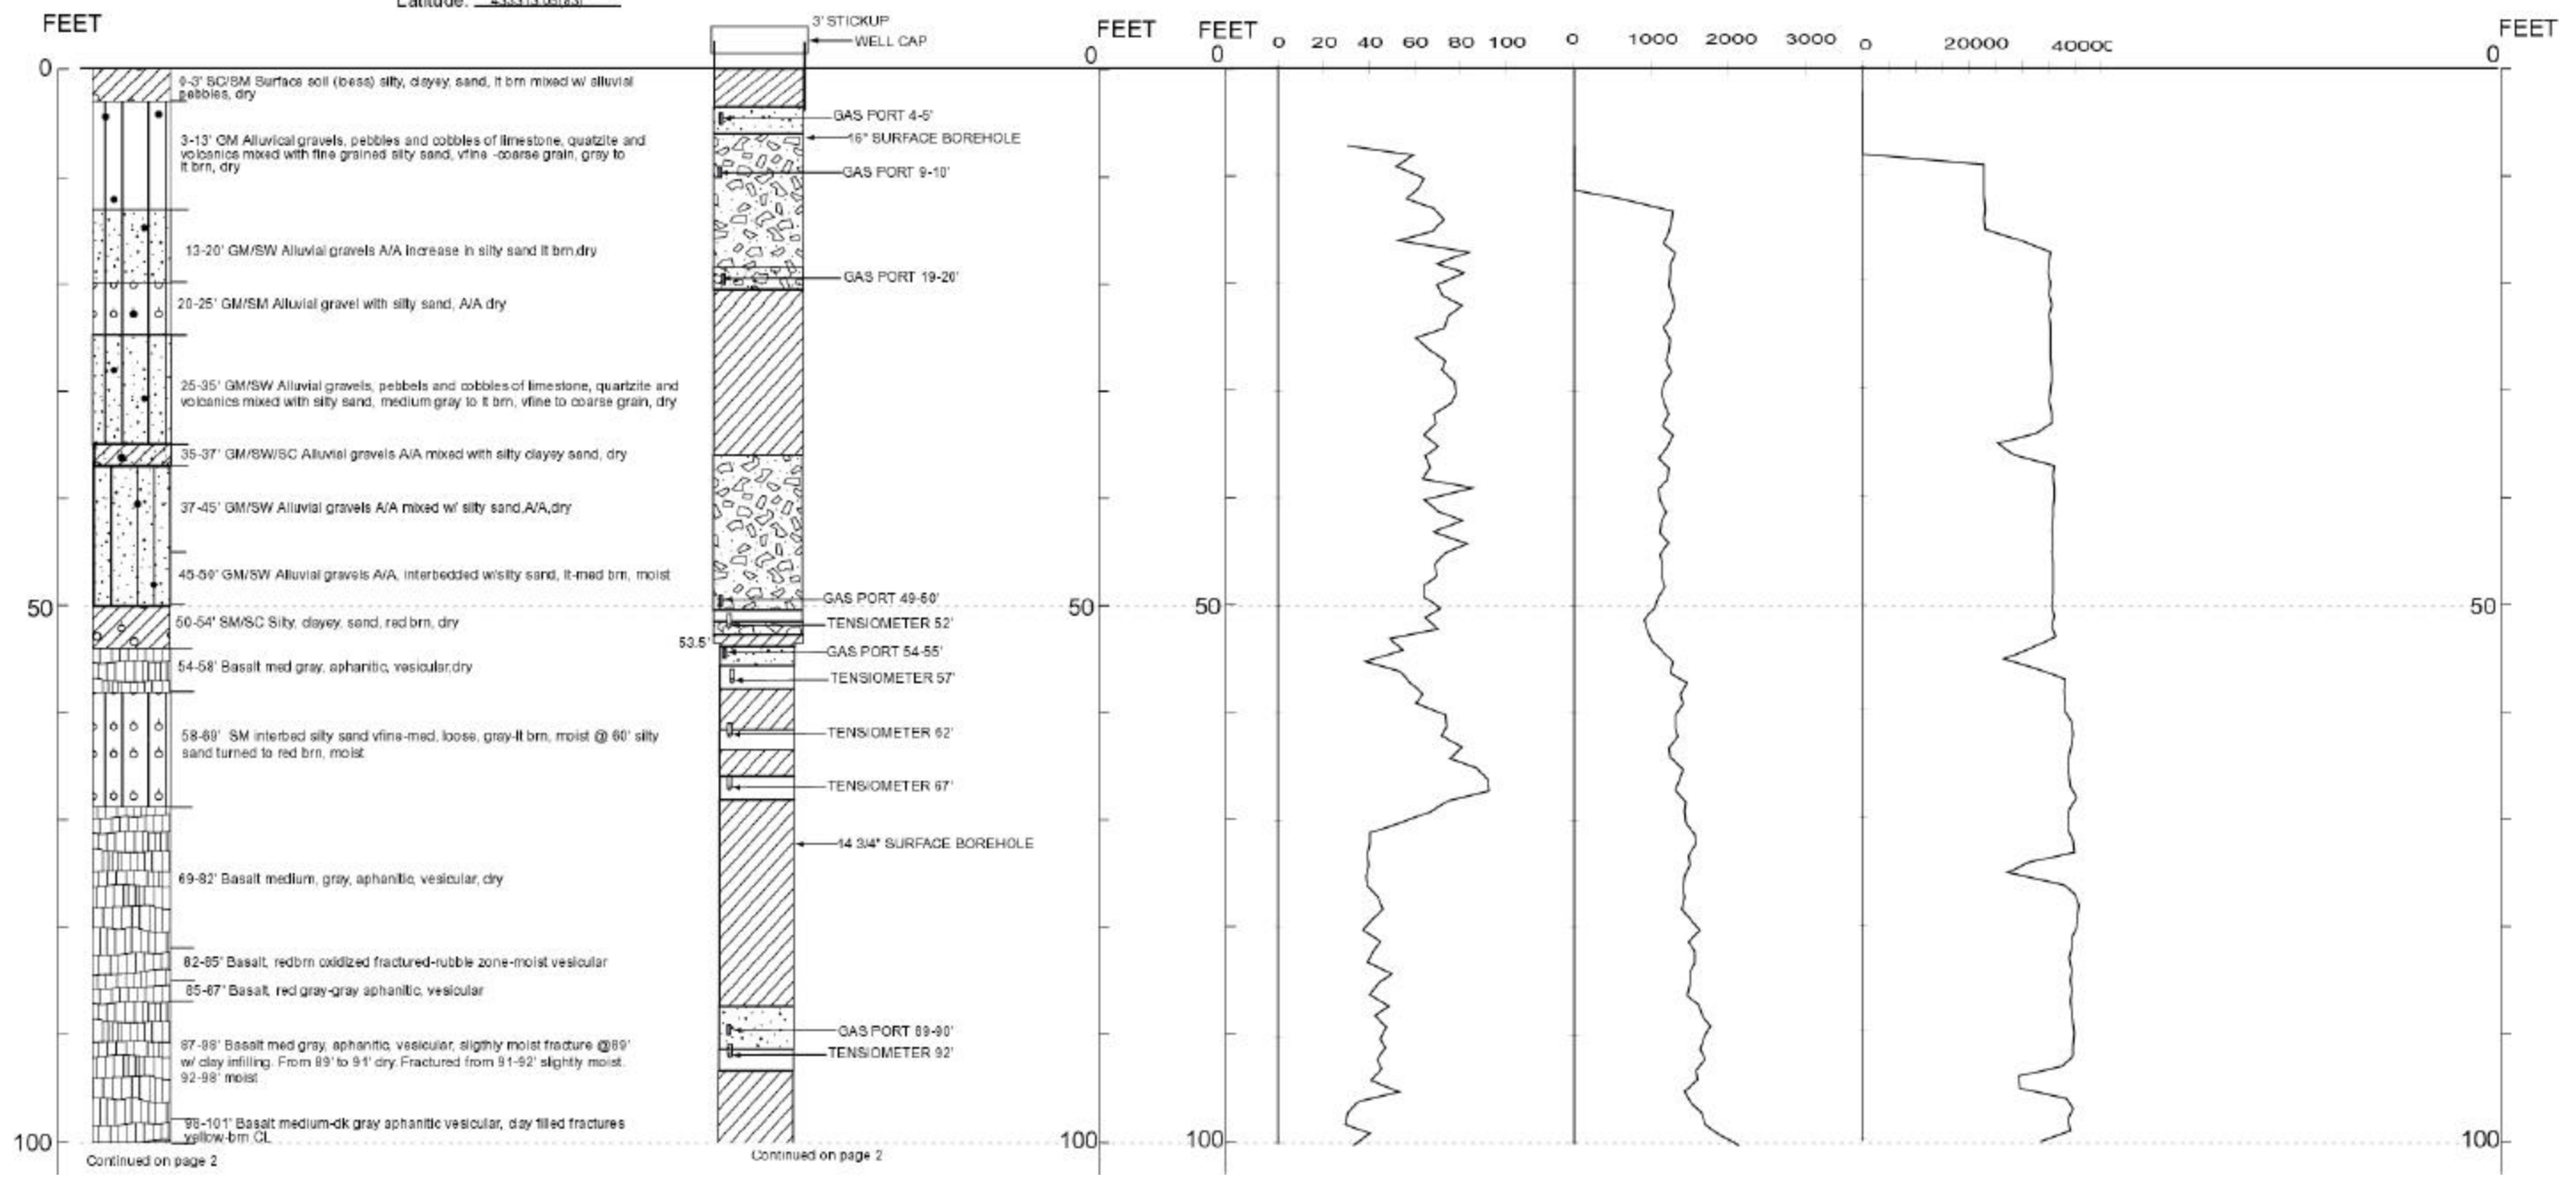 Latitude:
3' STICKUP
WELL CAP
FEET
FEET
FEET
FEET
0 20 40 60 80 100
0 1000 2000 3000
0 20000 40000
0
0
0
0
0-3' SC/SM Surface soil (loess) silty, clayey, sand, lt brn mixed w/ alluvial
pebbles, dry
GAS PORT 4-5'
16" SURFACE BOREHOLE
3-13' GM Alluvical gravels, pebbles and cobbles of limestone, quatzite and
volcanics mixed with fine grained silty sand, vfine -coarse grain, gray to
lt brn, dry
GAS PORT 9-10'
13-20' GM/SW Alluvial gravels A/A increase in silty sand lt brn,dry
GAS PORT 19-20'
20-25' GM/SM Alluvial gravel with silty sand, A/A dry
25-35' GM/SW Alluvial gravels, pebbels and cobbles of limestone, quartzite and
volcanics mixed with silty sand, medium gray to lt brn, vfine to coarse grain, dry
35-37' GM/SW/SC Alluvial gravels A/A mixed with silty clayey sand, dry
37-45' GM/SW Alluvial gravels A/A mixed w/ silty sand,A/A,dry
45-50' GM/SW Alluvial gravels A/A, interbedded w/silty sand, lt-med brn, moist
GAS PORT 49-50'
50
50
50
50
50-54' SM/SC Silty, clayey, sand, red brn, dry
TENSIOMETER 52'
53.5'
GAS PORT 54-55'
54-58' Basalt med gray, aphanitic, vesicular,dry
TENSIOMETER 57'
58-69' SM interbed silty sand vfine-med, loose, gray-lt brn, moist @ 60' silty
sand turned to red brn, moist
TENSIOMETER 62'
TENSIOMETER 67'
14 3/4" SURFACE BOREHOLE
69-82' Basalt medium, gray, aphanitic, vesicular, dry
82-85' Basalt, redbrn oxidized fractured-rubble zone-moist vesicular
85-87' Basalt, red gray-gray aphanitic, vesicular
GAS PORT 89-90'
87-98' Basalt med gray, aphanitic, vesicular, sligthly moist fracture @89'
w/ clay infilling. From 89' to 91' dry. Fractured from 91-92' slightly moist.
92-98' moist
TENSIOMETER 92'
98-101' Basalt medium-dk gray aphanitic vesicular, clay filled fractures
yellow-brn CL
100
100
100
100
Continued on page 2
Continued on page 2